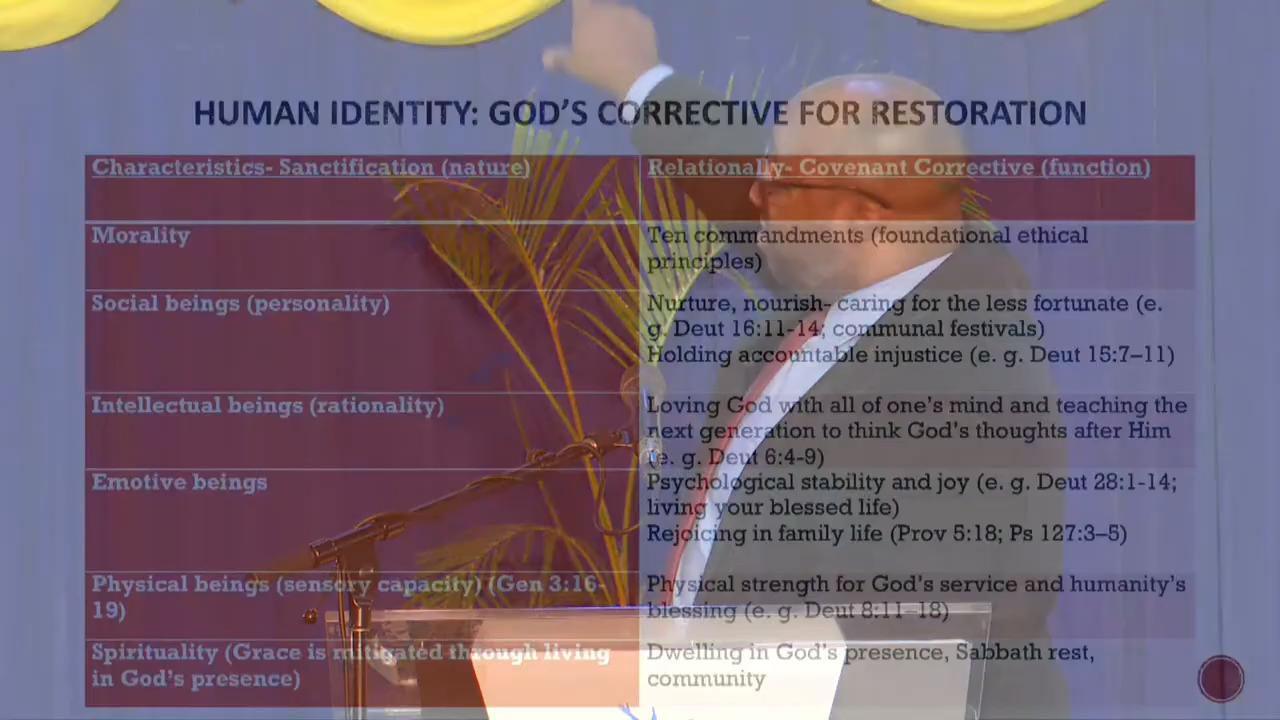 HUMAN IDENTITY: GOD'S CORRECTIVE FOR RESTORATION
Characteristics- Sanctification (nature)
Relationally- Covenant Corrective (function)
Morality
Ten commandments (foundational ethical
principles)
Social beings (personality)
Nurture, nourish- caring for the less fortunate (e.
g. Deut 16:11-14; communal festivals)
Holding accountable injustice (e. g. Deut 15:7–11)
Intellectual beings (rationality)
Loving God with all of one's mind and teaching the
next generation to think God's thoughts after Him
(e. g. Deut 6:4-9)
Emotive beings
Psychological stability and joy (e. g. Deut 28:1-14;
living your blessed life)
Rejoicing in family life (Prov 5:18; Ps 127:3–5)
Physical beings (sensory capacity) (Gen 3:16-
19)
Physical strength for God's service and humanity's
blessing (e. g. Deut 8:11–18)
Spirituality (Grace is mitigated through living
in God's presence)
Dwelling in God's presence, Sabbath rest,
community